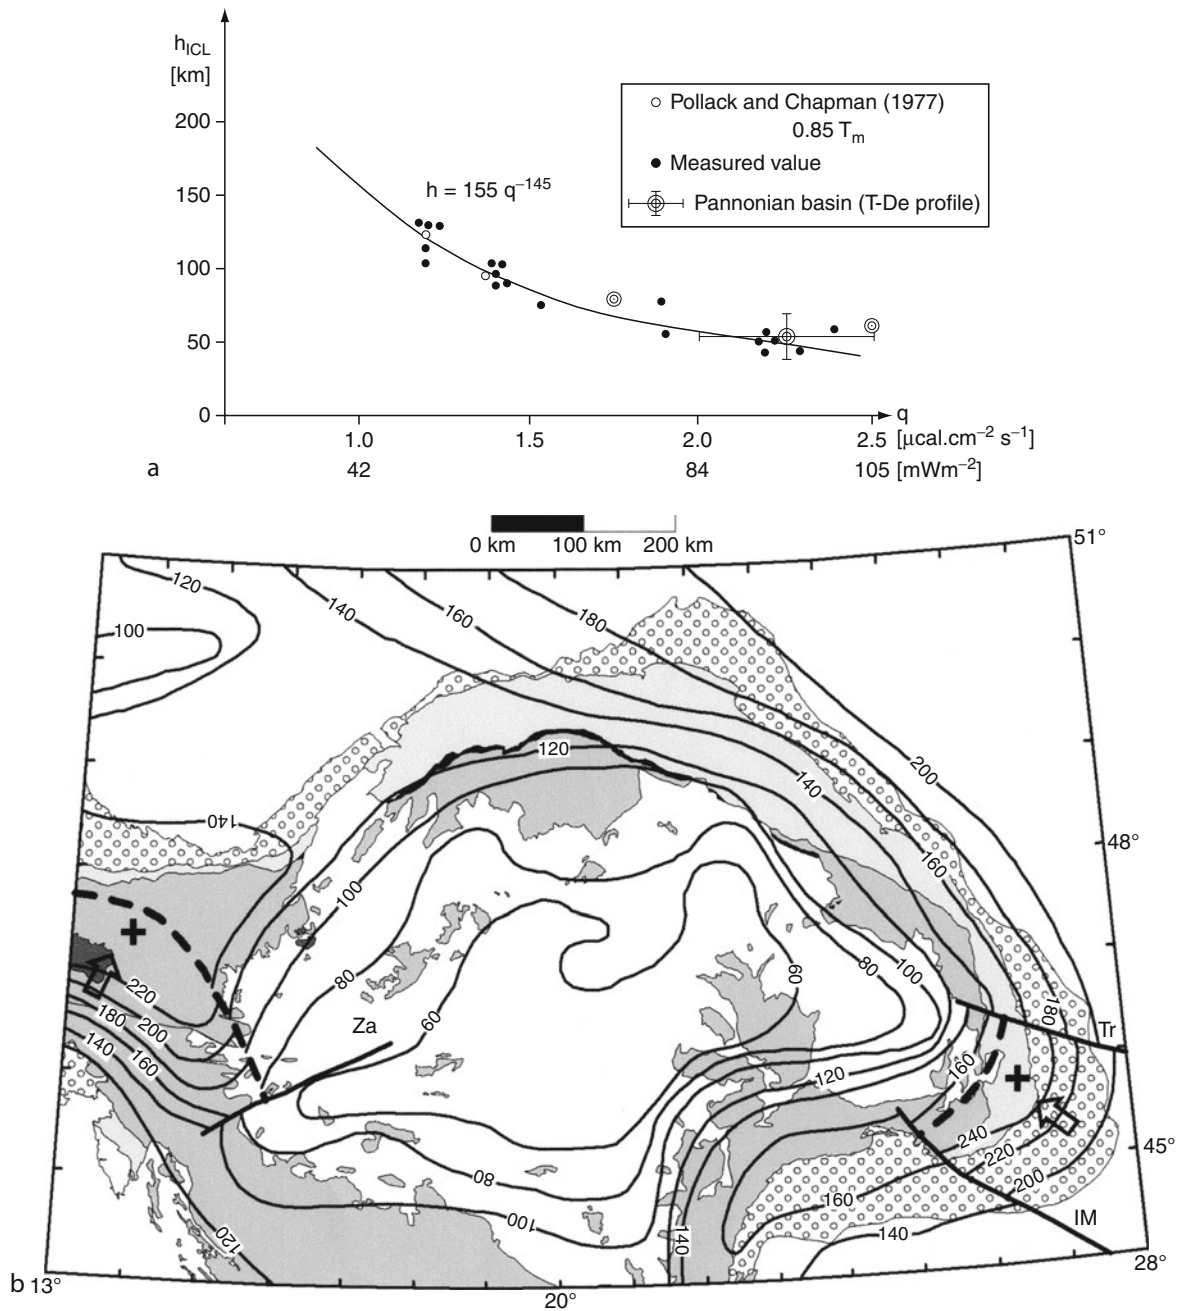 h_ICL
[km]
200
150
100
50
0
h = 155 q^–145
Pollack and Chapman (1977)
0.85 T_m
Measured value
Pannonian basin (T-De profile)
q
1.0 1.5 2.0 2.5 [μcal.cm^–2 s^–1]
a 42 84 105 [mWm^–2]
0 km 100 km 200 km
51°
120
140
160
180
100
120
200
140
140
48°
160
100
80
60
80
100
220
180
200
140
160
Za
60
180
Tr
120
160
240
220
200
45°
80
100
160
IM
120
140
140
28°
b 13°
20°